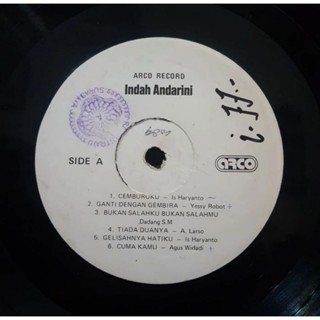 ARCO RECORD
Indah Andarini
SIDE A
ARCO
1. CEMBURUKU – Is Haryanto
2. GANTI DENGAN GEMBIRA – Yessy Robot
3. BUKAN SALAHKU BUKAN SALAHMU
Dadang S.M
4. TIADA DUANYA – A. Larso
5. GELISAHNYA HATIKU – Is Haryanto
6. CUMA KAMU – Agus Widadi